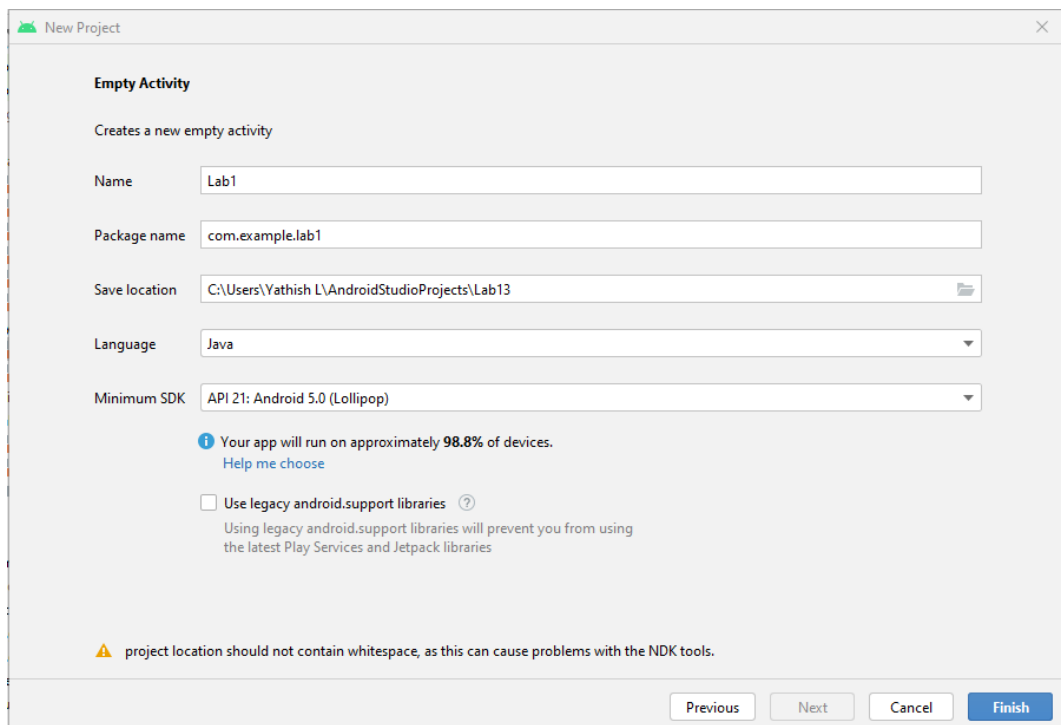 New Project
Empty Activity
Creates a new empty activity
Name Lab1
Package name com.example.lab1
Save location C:\Users\Yathish L\AndroidStudioProjects\Lab13
Language Java
Minimum SDK API 21: Android 5.0 (Lollipop)
Your app will run on approximately 98.8% of devices.
Help me choose
Use legacy android.support libraries ?
Using legacy android.support libraries will prevent you from using
the latest Play Services and Jetpack libraries
project location should not contain whitespace, as this can cause problems with the NDK tools.
Previous Next Cancel Finish